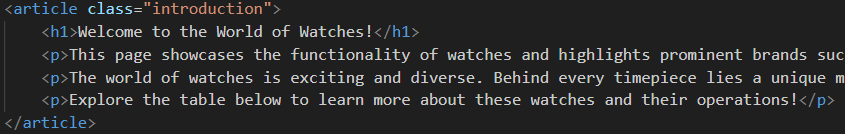 <article class="introduction">
<h1>Welcome to the World of Watches!</h1>
<p>This page showcases the functionality of watches and highlights prominent brands
<p>The world of watches is exciting and diverse. Behind every timepiece lies a unique
<p>Explore the table below to learn more about these watches and their operations!</p>
</article>